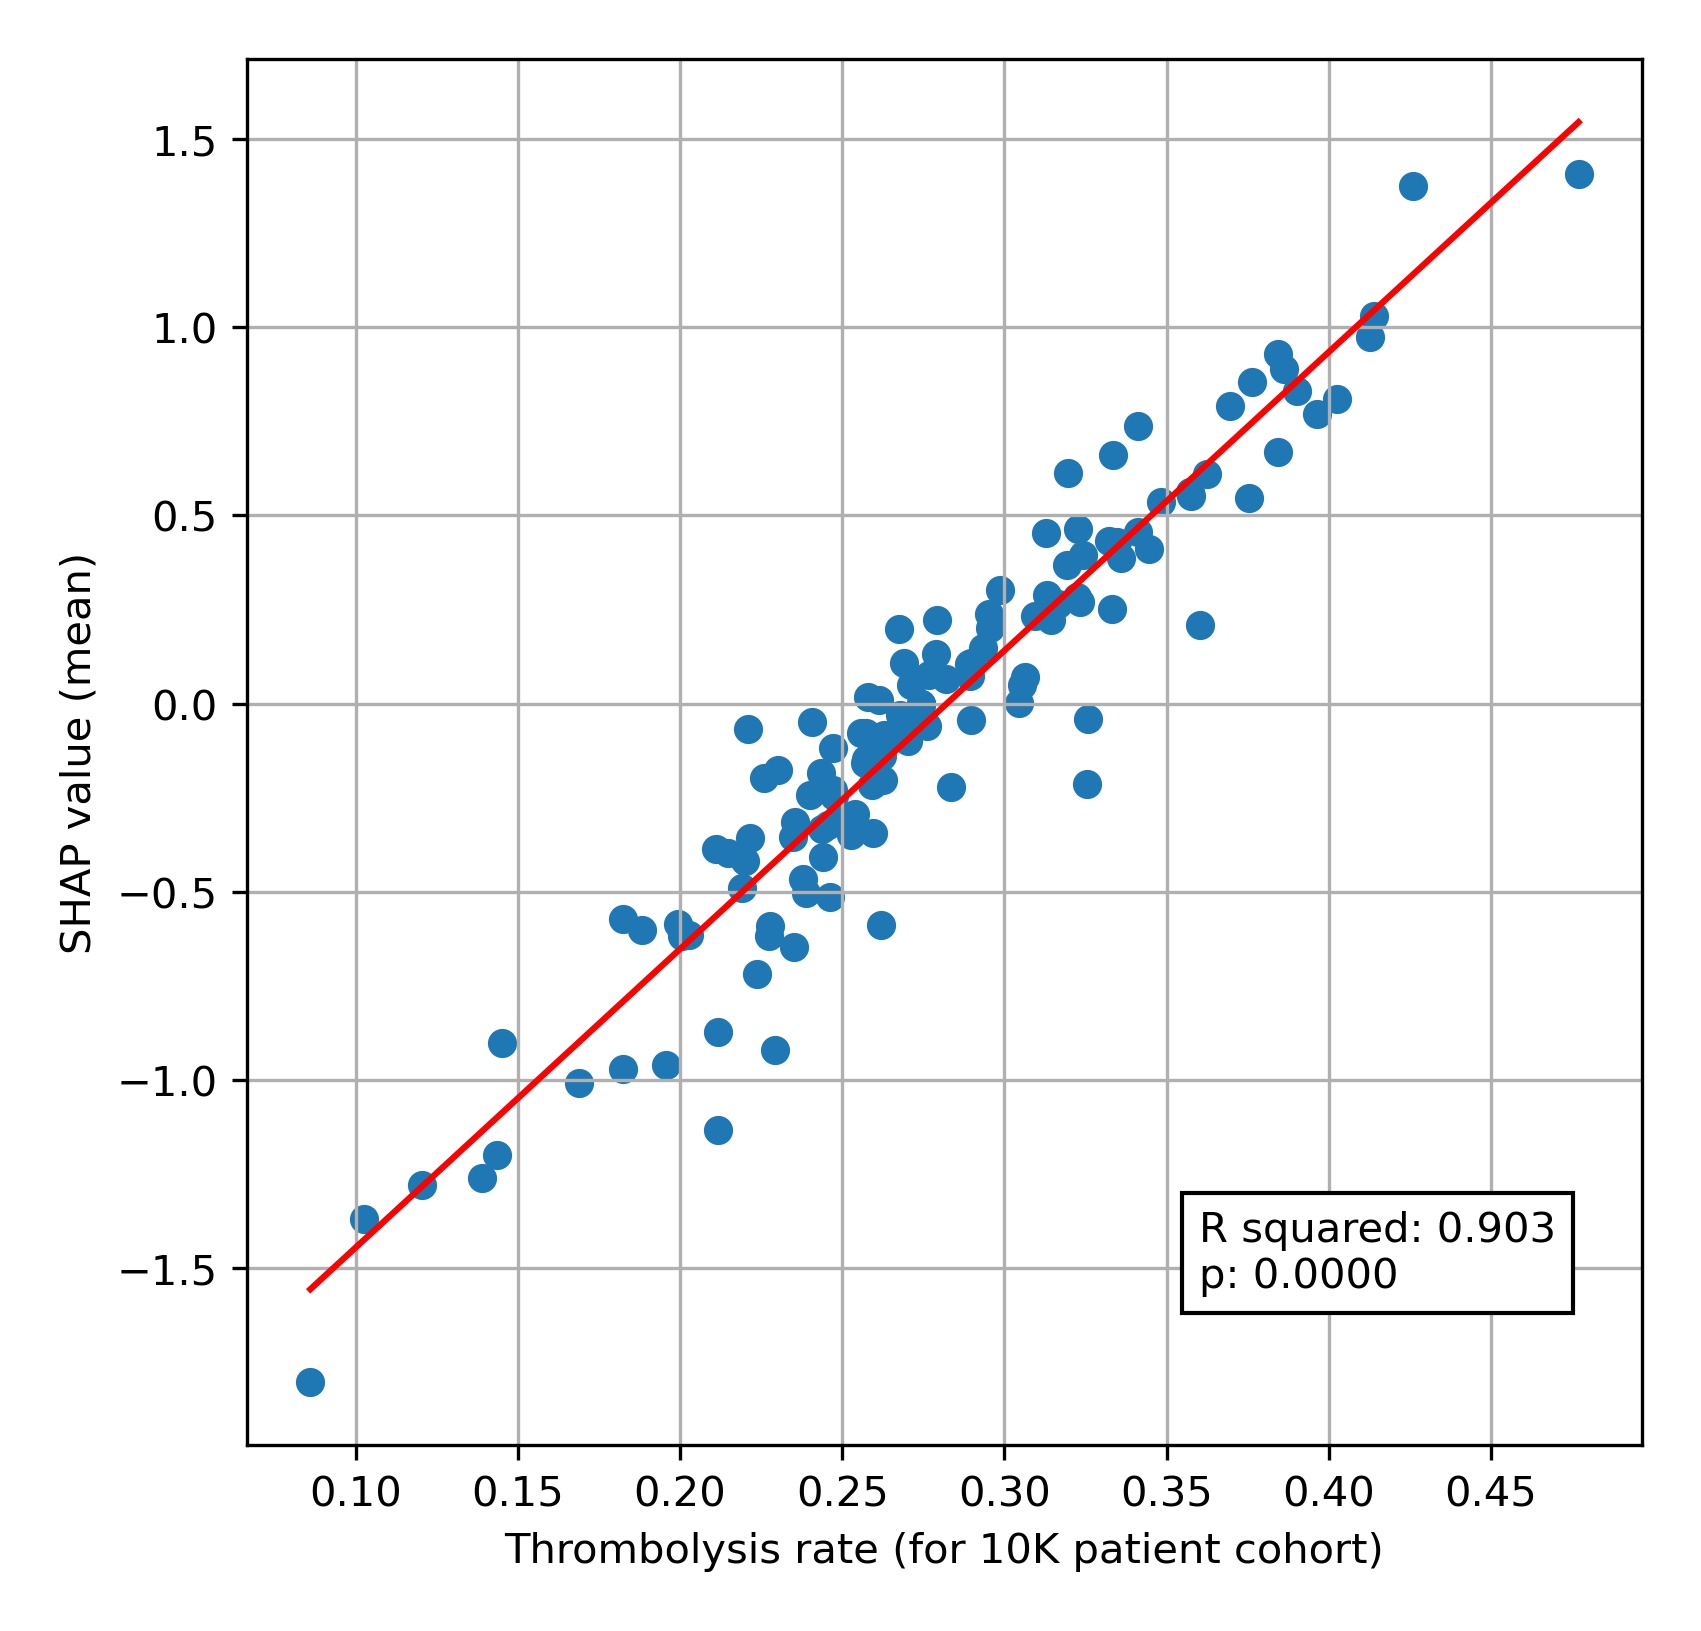 1.5
1.0
0.5
0.0
−0.5
−1.0
−1.5
SHAP value (mean)
R squared: 0.903
p: 0.0000
0.10 0.15 0.20 0.25 0.30 0.35 0.40 0.45
Thrombolysis rate (for 10K patient cohort)